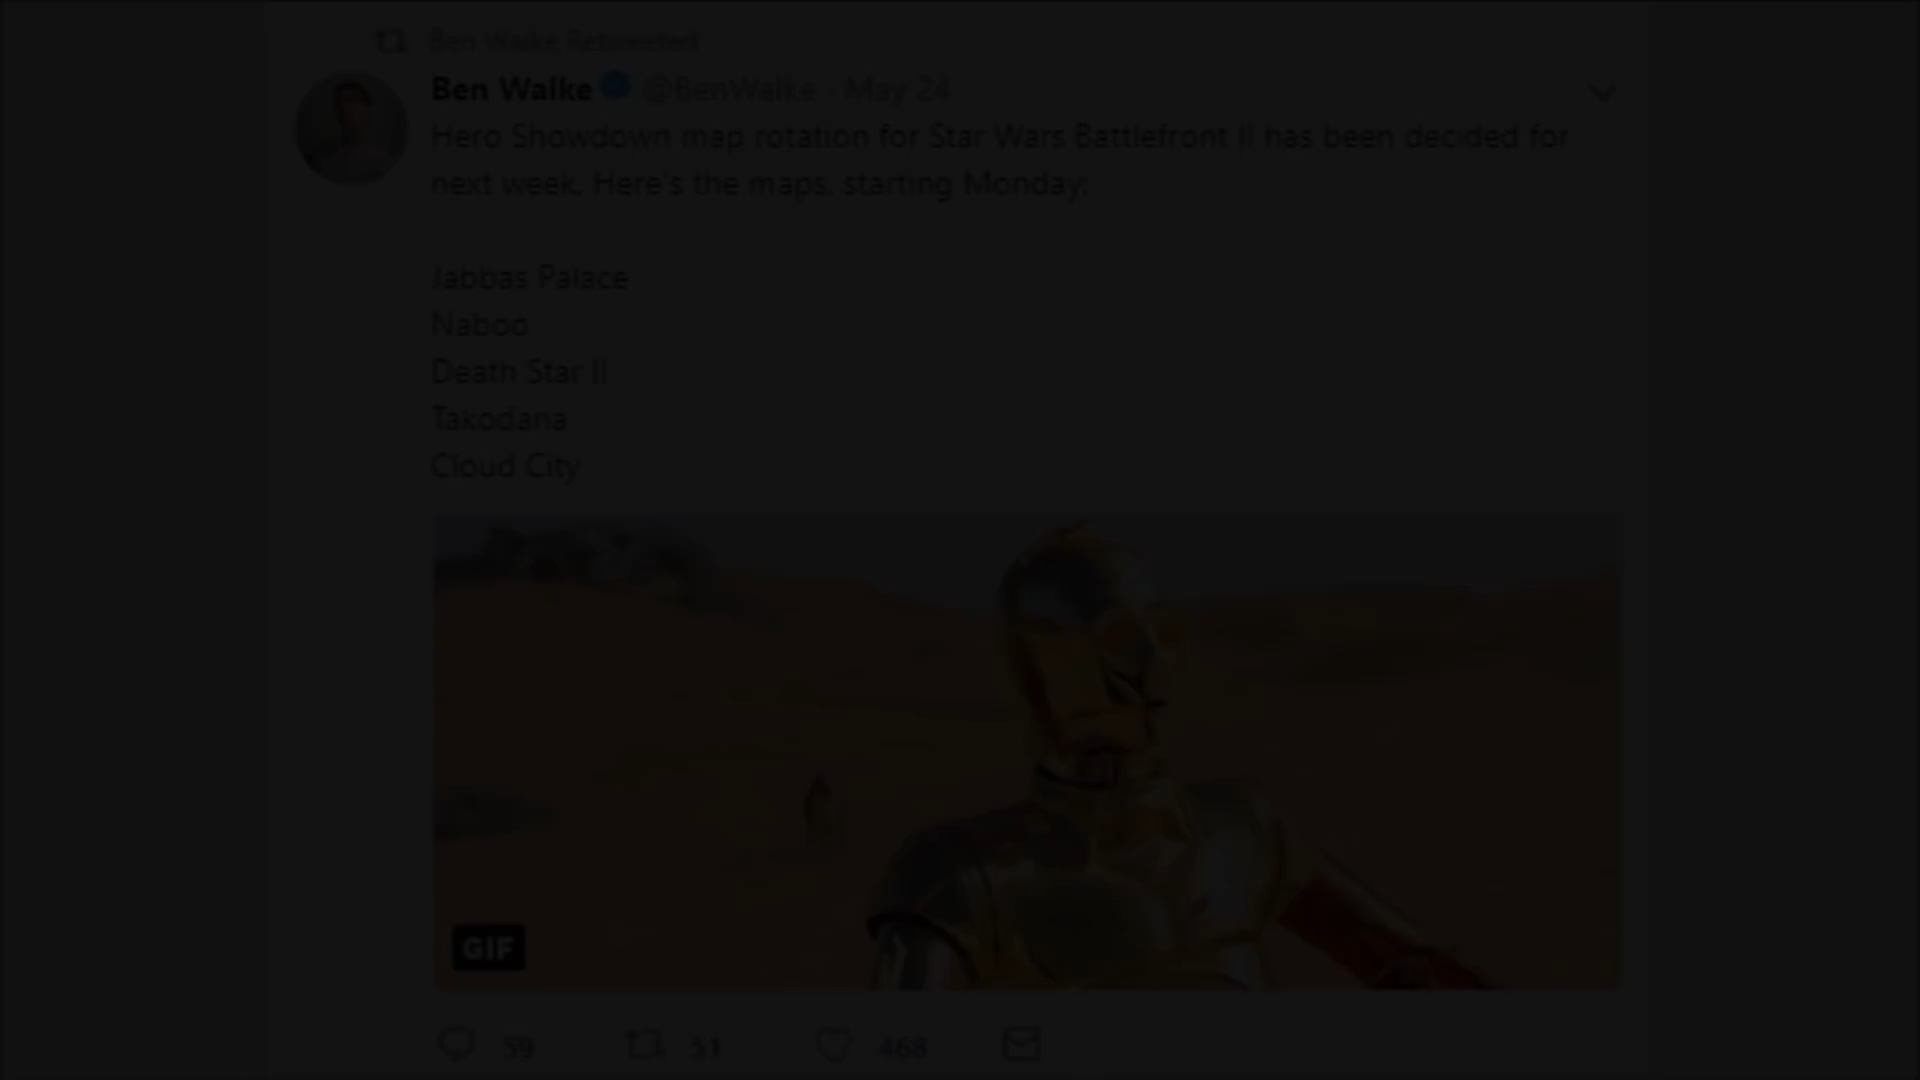 Ben Walke Retweeted
Ben Walke @BenWalke · May 24
Hero Showdown map rotation for Star Wars Battlefront II has been decided for
next week. Here's the maps, starting Monday:
Jabbas Palace
Naboo
Death Star II
Takodana
Cloud City
GIF
59 51 468